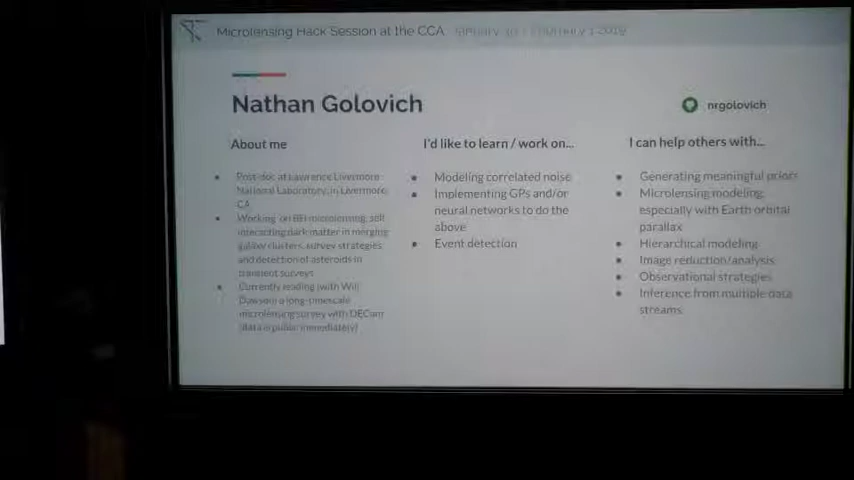 Microlensing Hack Session at the CCA
Nathan Golovich
nrgolovich
About me
Post-doc at Lawrence Livermore
National Laboratory, in Livermore,
CA
Working on BH microlensing, self
interacting dark matter in merging
galaxy clusters, survey strategies
and detection of asteroids in
transient surveys
Currently leading (with Will
Dawson) a long-timescale
microlensing survey with DECam
(data is public immediately)
I'd like to learn / work on...
Modeling correlated noise
Implementing GPs and/or
neural networks to do the
above
Event detection
I can help others with...
Generating meaningful priors
Microlensing modeling,
especially with Earth orbital
parallax
Hierarchical modeling
Image reduction/analysis
Observational strategies
Inference from multiple data
streams